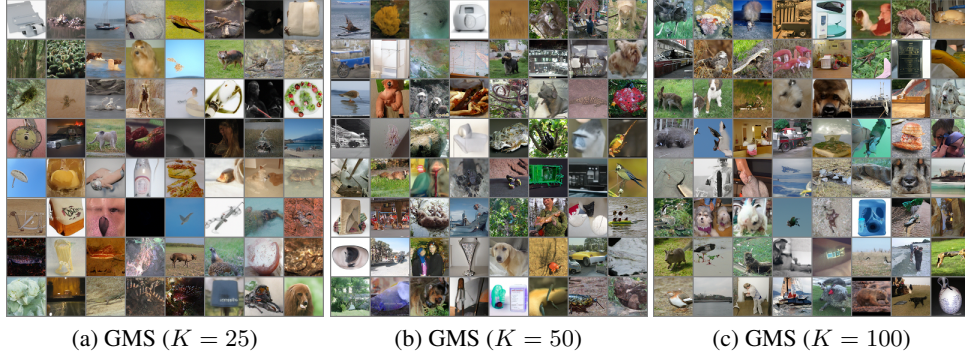 (a) GMS (K = 25)
(b) GMS (K = 50)
(c) GMS (K = 100)